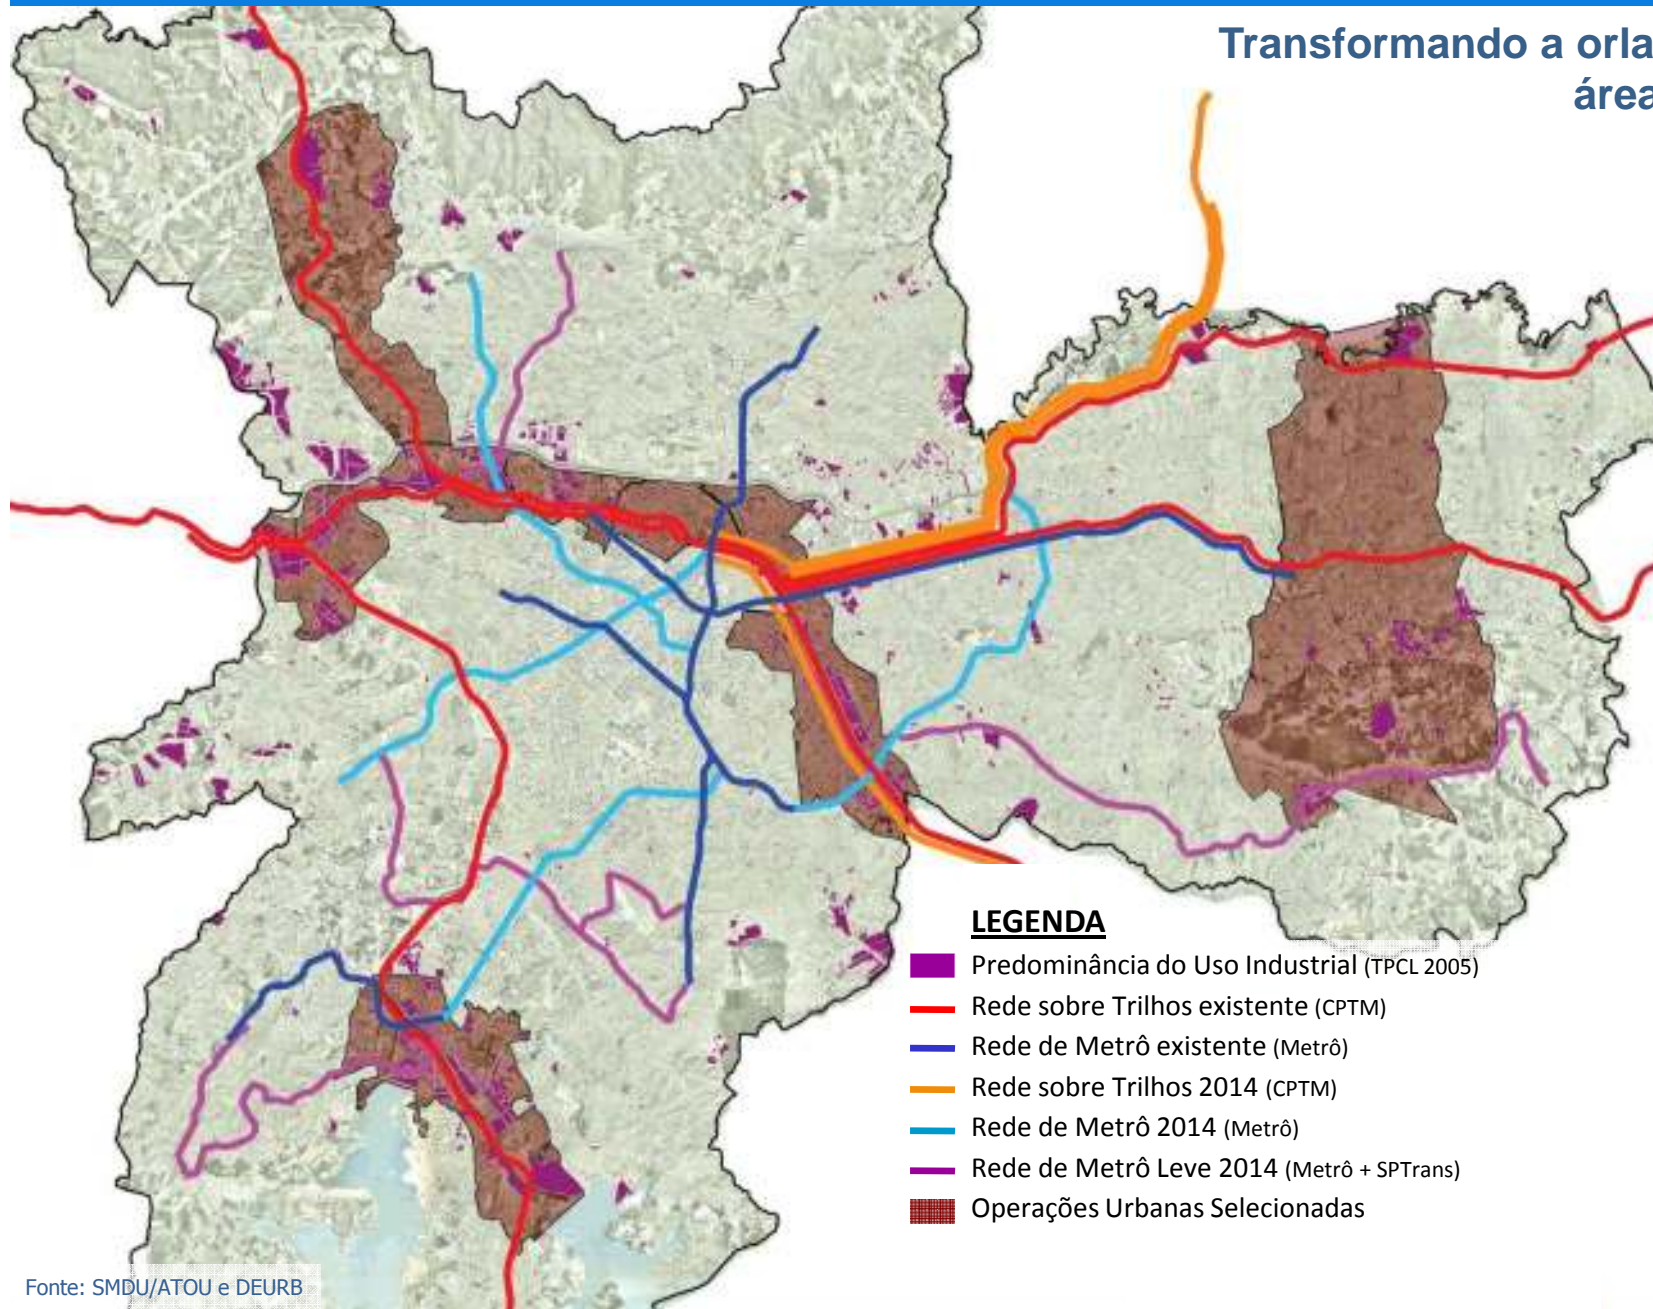 Transformando a orla
área
LEGENDA
Predominância do Uso Industrial (TPCL 2005)
Rede sobre Trilhos existente (CPTM)
Rede de Metrô existente (Metrô)
Rede sobre Trilhos 2014 (CPTM)
Rede de Metrô 2014 (Metrô)
Rede de Metrô Leve 2014 (Metrô + SPTrans)
Operações Urbanas Selecionadas
Fonte: SMDU/ATOU e DEURB